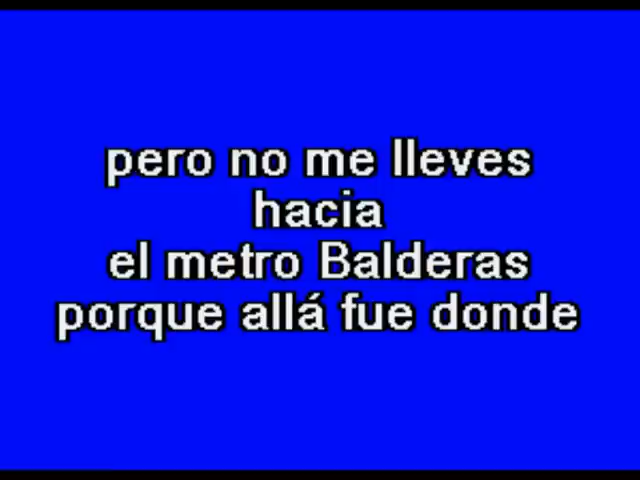 pero no me lleves
hacia
el metro Balderas
porque allá fue donde